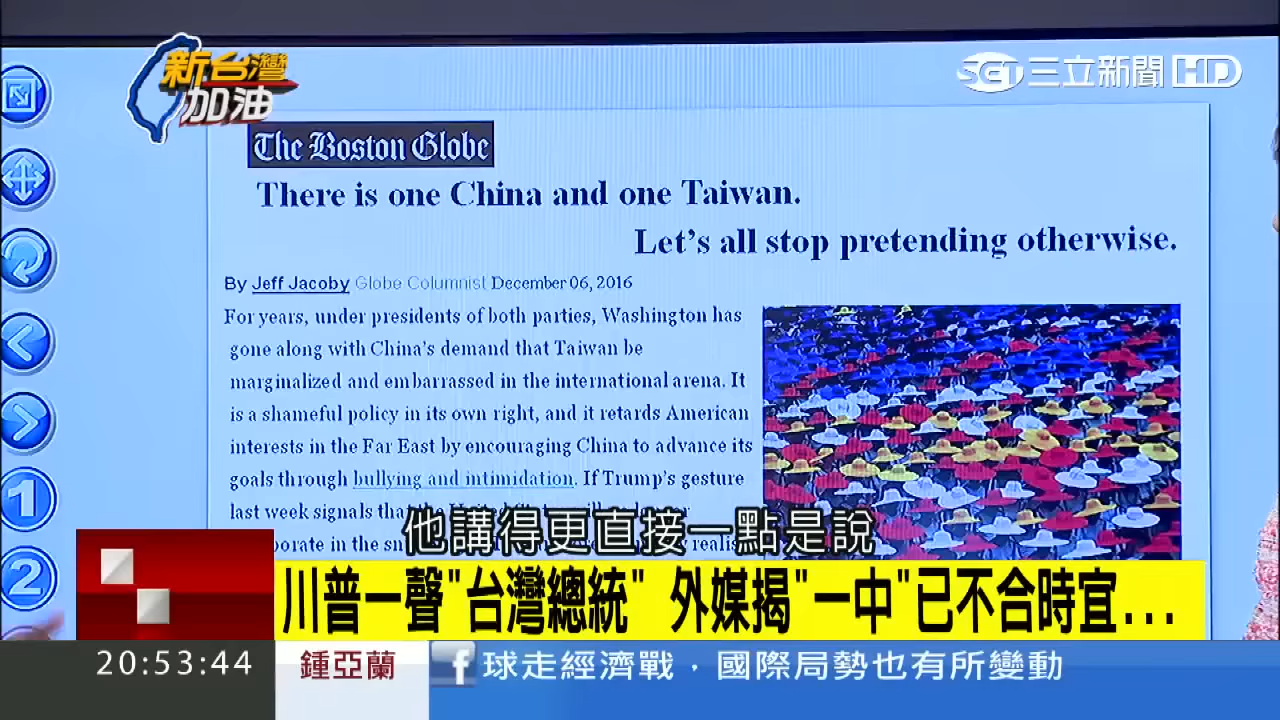 新台灣
加油
SET三立新聞HD
The Boston Globe
There is one China and one Taiwan.
Let's all stop pretending otherwise.
By Jeff Jacoby Globe Columnist December 06, 2016
For years, under presidents of both parties, Washington has
gone along with China's demand that Taiwan be
marginalized and embarrassed in the international arena. It
is a shameful policy in its own right, and it retards American
interests in the Far East by encouraging China to advance its
goals through bullying and intimidation. If Trump's gesture
last week signals
in the
他講得更直接一點是說
川普一聲"台灣總統" 外媒揭"一中"已不合時宜...
20:53:44
鍾亞蘭
f 球走經濟戰，國際局勢也有所變動
1
2